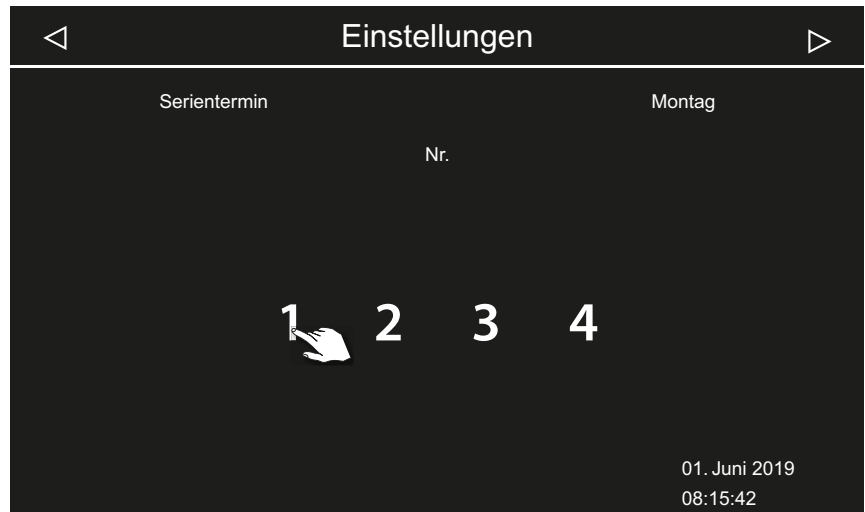 Einstellungen
Serientermin Montag
Nr.
1 2 3 4
01. Juni 2019
08:15:42